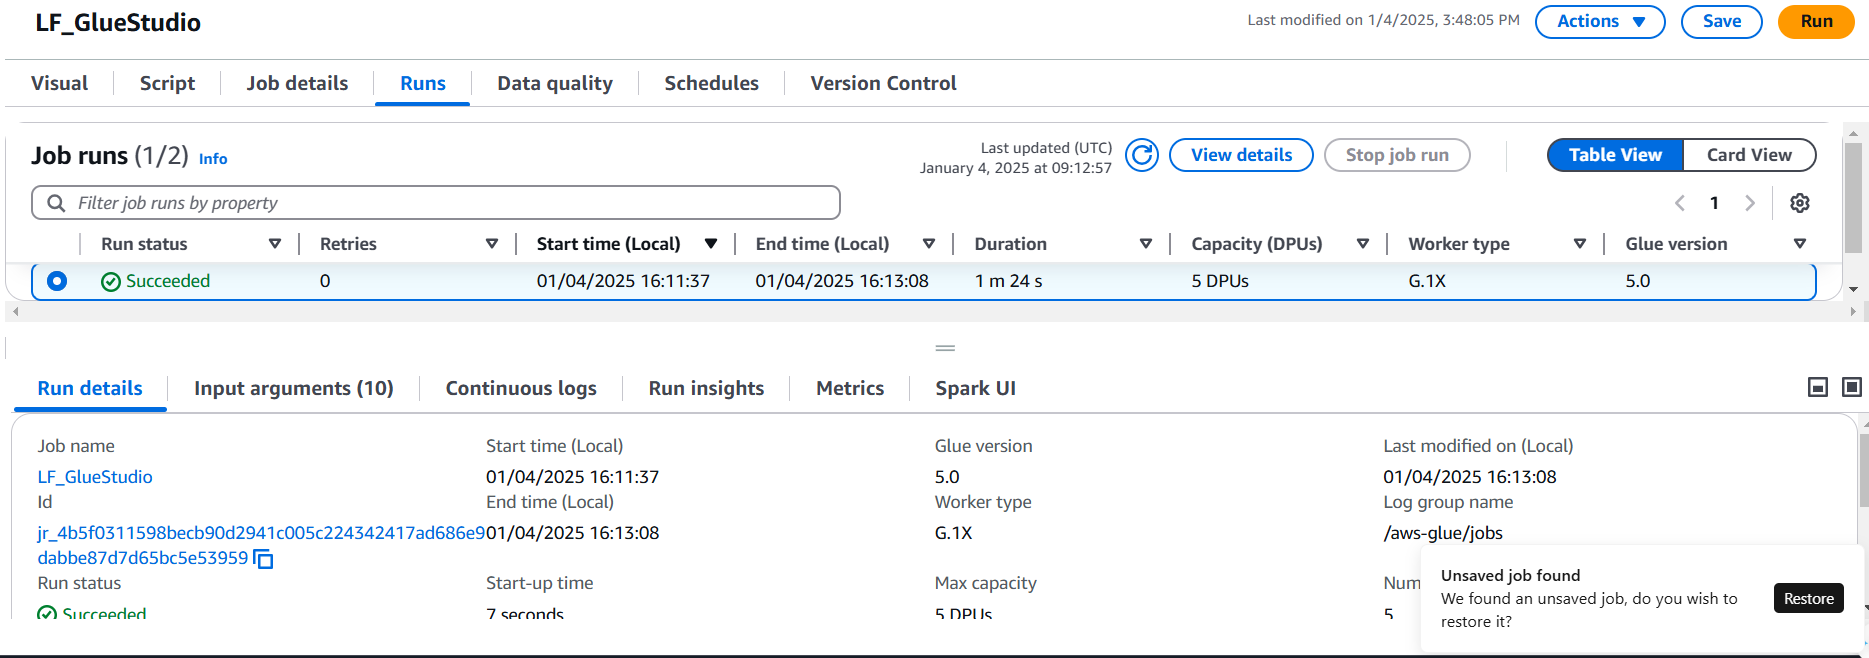 LF_GlueStudio
Last modified on 1/4/2025, 3:48:05 PM
Actions
Save
Run
Visual
Script
Job details
Runs
Data quality
Schedules
Version Control
Job runs (1/2) Info
Last updated (UTC)
January 4, 2025 at 09:12:57
View details
Stop job run
Table View
Card View
Filter job runs by property
1
Run status
Retries
Start time (Local)
End time (Local)
Duration
Capacity (DPUs)
Worker type
Glue version
Succeeded
0
01/04/2025 16:11:37
01/04/2025 16:13:08
1 m 24 s
5 DPUs
G.1X
5.0
Run details
Input arguments (10)
Continuous logs
Run insights
Metrics
Spark UI
Job name
LF_GlueStudio
Id
jr_4b5f0311598becb90d2941c005c224342417ad686e9
dabbe87d7d65bc5e53959
Run status
Succeeded
Start time (Local)
01/04/2025 16:11:37
End time (Local)
01/04/2025 16:13:08
Start-up time
7 seconds
Glue version
5.0
Worker type
G.1X
Max capacity
5 DPUs
Last modified on (Local)
01/04/2025 16:13:08
Log group name
/aws-glue/jobs
Num
5
Unsaved job found
We found an unsaved job, do you wish to
restore it?
Restore